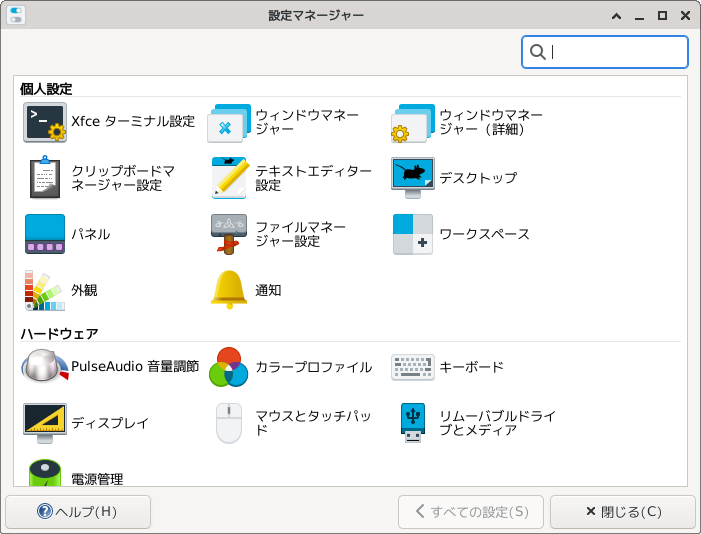 設定マネージャー
個人設定
Xfce ターミナル設定
ウィンドウマネー
ジャー
ウィンドウマネー
ジャー（詳細）
クリップボードマ
ネージャー設定
テキストエディター
設定
デスクトップ
パネル
ファイルマネー
ジャー設定
ワークスペース
外観
通知
ハードウェア
PulseAudio 音量調節
カラープロファイル
キーボード
ディスプレイ
マウスとタッチパッ
ド
リムーバブルドライ
ブとメディア
電源管理
ヘルプ(H)
すべての設定(S)
閉じる(C)